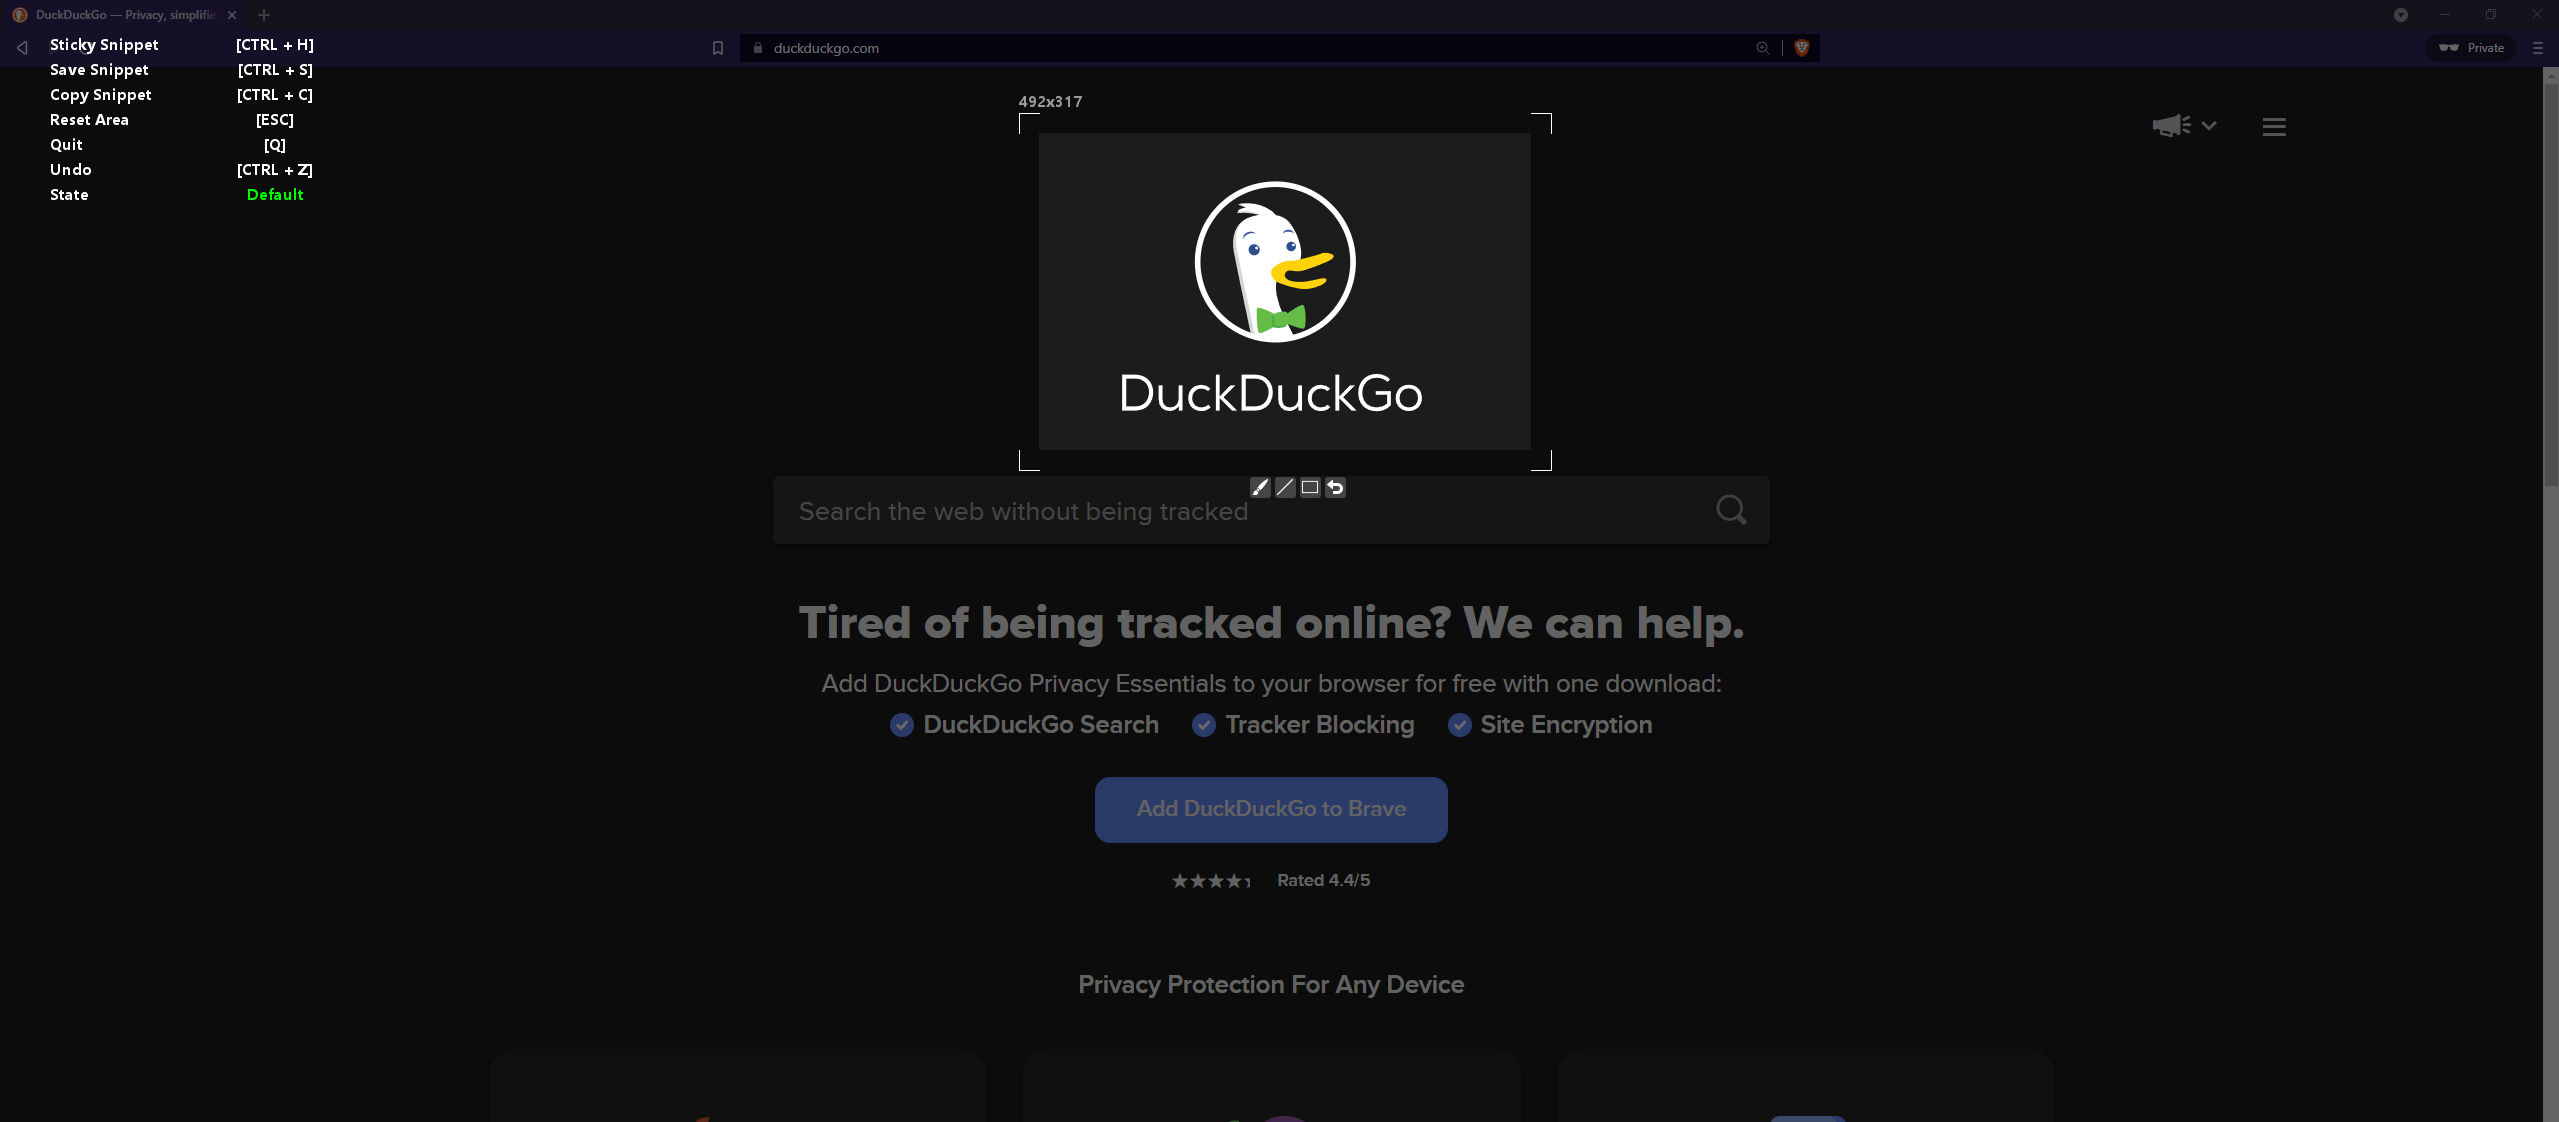 DuckDuckGo — Privacy, simplifie
duckduckgo.com
Private
Sticky Snippet [CTRL + H]
Save Snippet [CTRL + S]
Copy Snippet [CTRL + C]
Reset Area [ESC]
Quit [Q]
Undo [CTRL + Z]
State Default
492x317
DuckDuckGo
Search the web without being tracked
Tired of being tracked online? We can help.
Add DuckDuckGo Privacy Essentials to your browser for free with one download:
DuckDuckGo Search Tracker Blocking Site Encryption
Add DuckDuckGo to Brave
Rated 4.4/5
Privacy Protection For Any Device